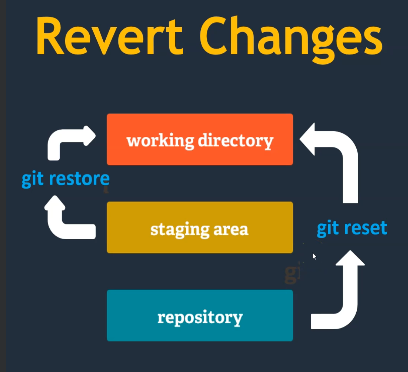 Revert Changes
working directory
git restore
staging area
git reset
repository